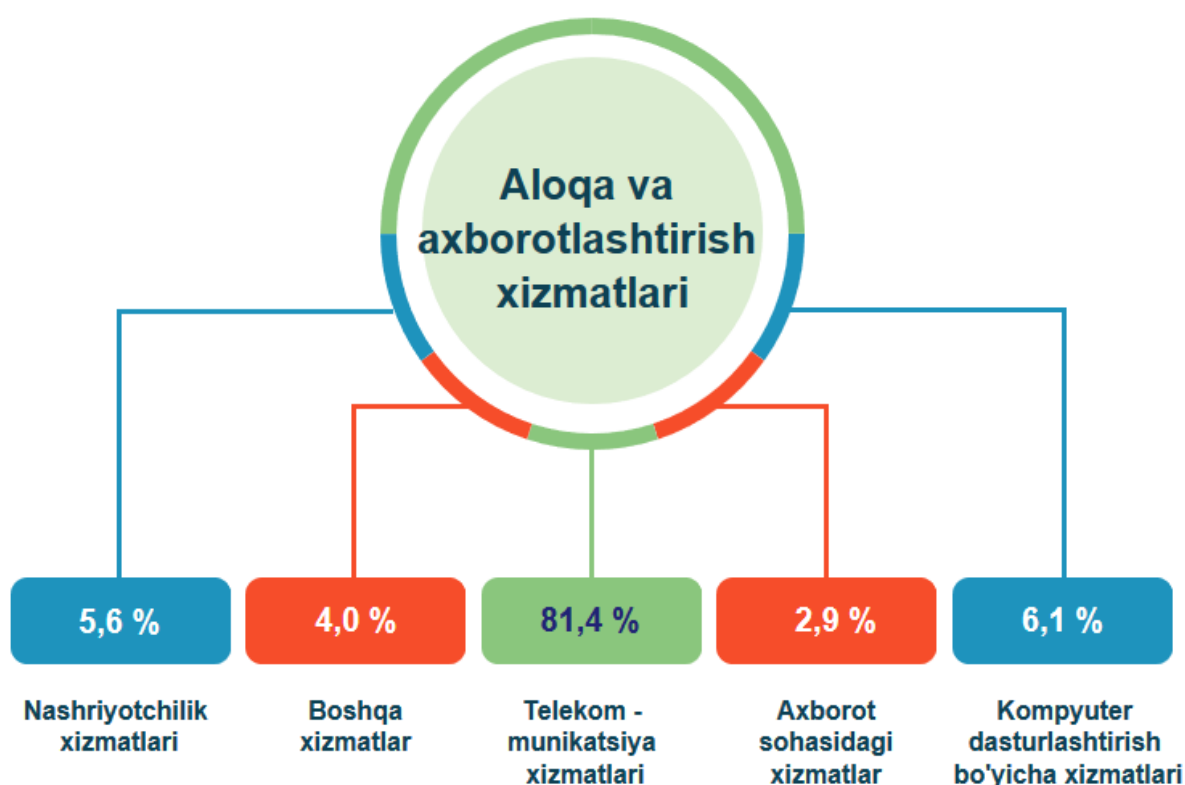 Aloqa va
axborotlashtirish
xizmatlari
5,6 %
4,0 %
81,4 %
2,9 %
6,1 %
Nashriyotchilik
xizmatlari
Boshqa
xizmatlar
Telekom -
munikatsiya
xizmatlari
Axborot
sohasidagi
xizmatlar
Kompyuter
dasturlashtirish
bo'yicha xizmatlari